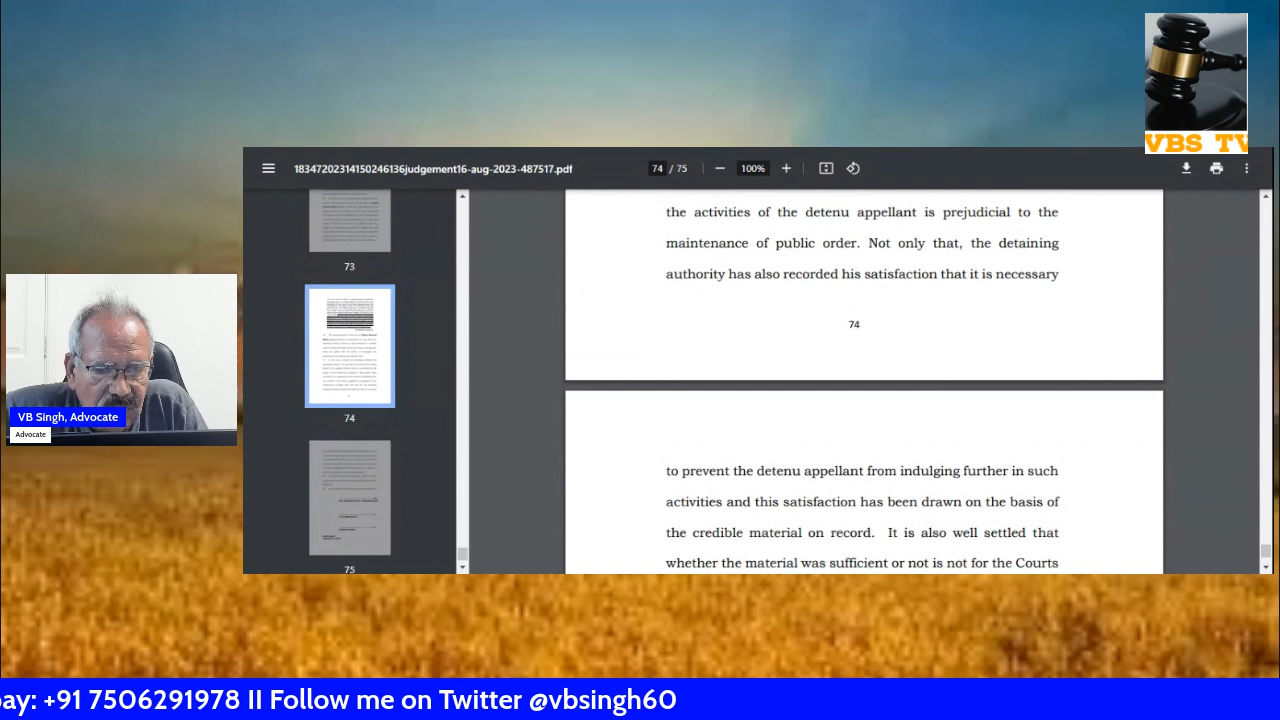 VBS TV
18347202314150246136judgement16-aug-2023-487517.pdf
74 / 75
100%
73
74
75
the activities of the detenu appellant is prejudicial to the
maintenance of public order. Not only that, the detaining
authority has also recorded his satisfaction that it is necessary
74
to prevent the detenu appellant from indulging further in such
activities and this satisfaction has been drawn on the basis of
the credible material on record. It is also well settled that
whether the material was sufficient or not is not for the Courts
VB Singh, Advocate
Advocate
pay: +91 7506291978 II Follow me on Twitter @vbsingh60